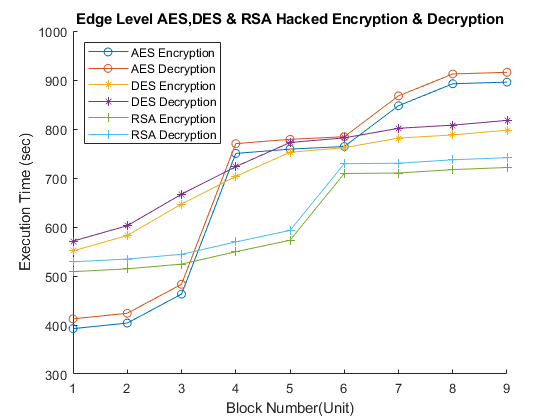 Edge Level AES,DES & RSA Hacked Encryption & Decryption
AES Encryption
AES Decryption
DES Encryption
DES Decryption
RSA Encryption
RSA Decryption
Execution Time (sec)
1000
900
800
700
600
500
400
300
1 2 3 4 5 6 7 8 9
Block Number(Unit)